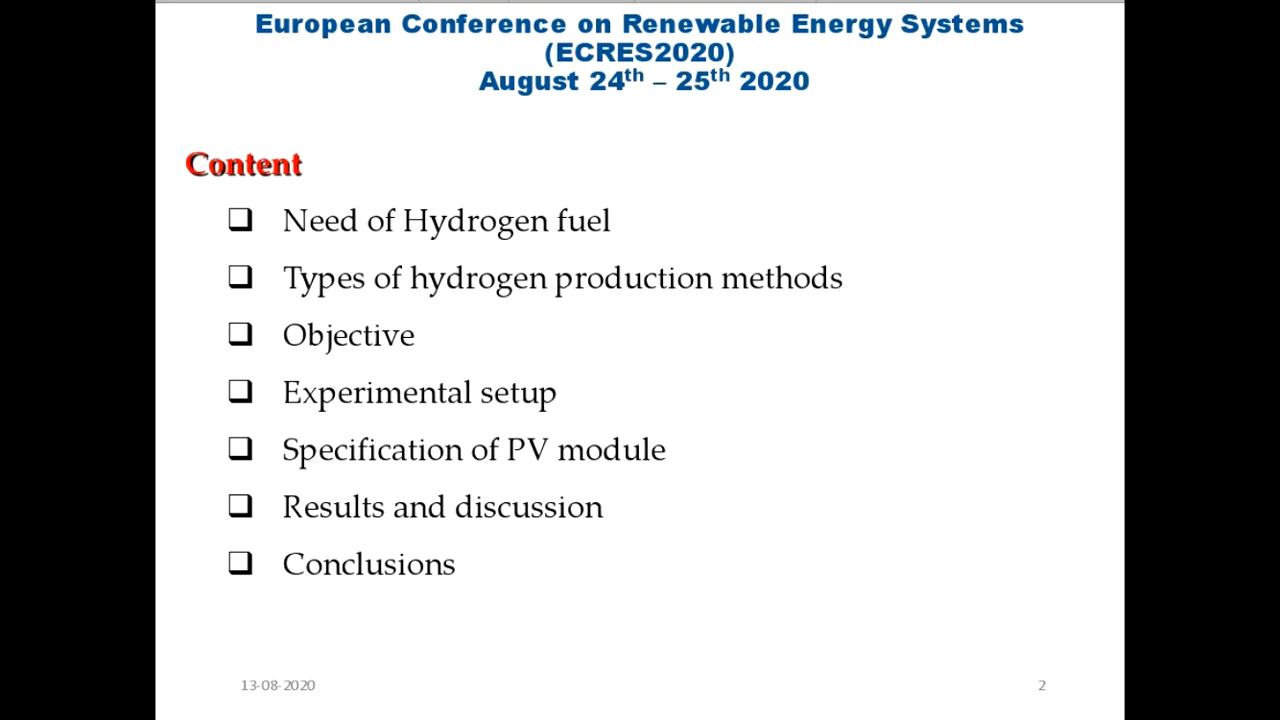 European Conference on Renewable Energy Systems
(ECRES2020)
August 24th – 25th 2020
Content
❑ Need of Hydrogen fuel
❑ Types of hydrogen production methods
❑ Objective
❑ Experimental setup
❑ Specification of PV module
❑ Results and discussion
❑ Conclusions
13-08-2020 2